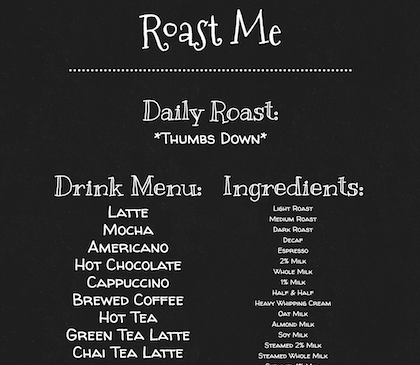 Roast Me
Daily Roast:
*Thumbs Down*
Drink Menu:
Latte
Mocha
Americano
Hot Chocolate
Cappuccino
Brewed Coffee
Hot Tea
Green Tea Latte
Chai Tea Latte
Ingredients:
Light Roast
Medium Roast
Dark Roast
Decaf
Espresso
2% Milk
Whole Milk
1% Milk
Half & Half
Heavy Whipping Cream
Oat Milk
Almond Milk
Soy Milk
Steamed 2% Milk
Steamed Whole Milk